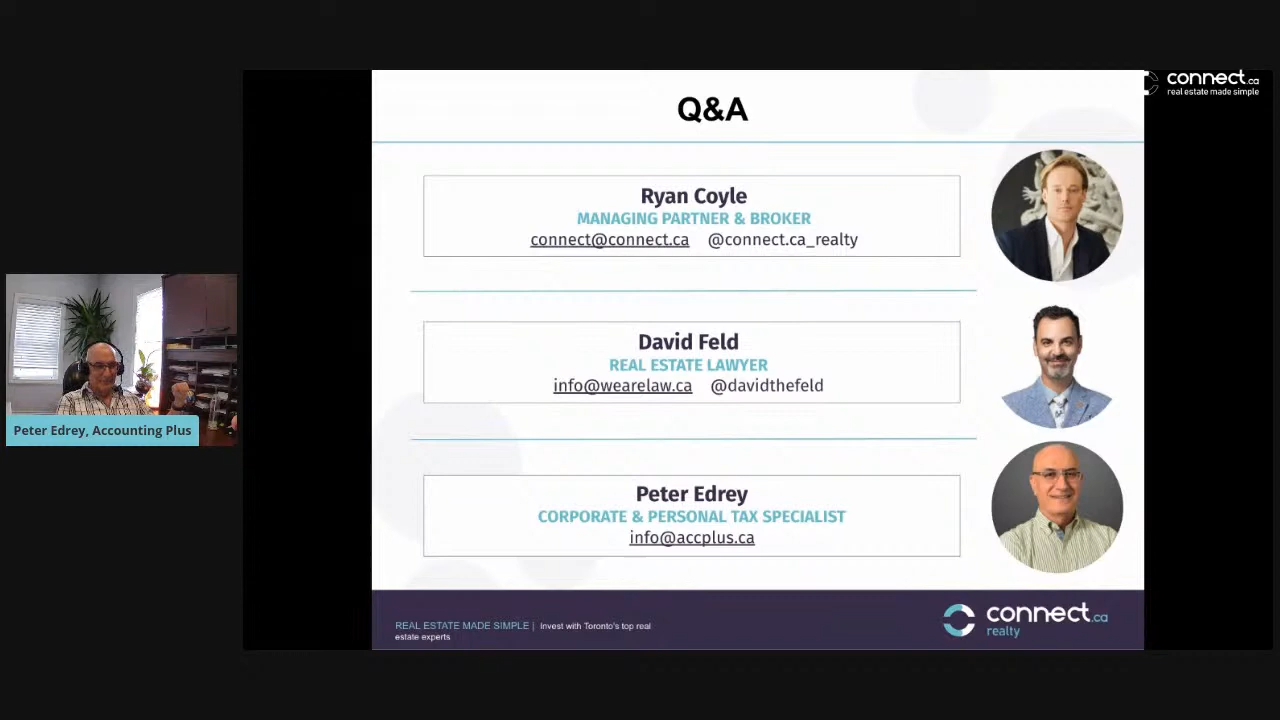 Q&A
connect.ca
real estate made simple
Ryan Coyle
MANAGING PARTNER & BROKER
connect@connect.ca @connect.ca_realty
David Feld
REAL ESTATE LAWYER
info@wearelaw.ca @davidthefeld
Peter Edrey, Accounting Plus
Peter Edrey
CORPORATE & PERSONAL TAX SPECIALIST
info@accplus.ca
REAL ESTATE MADE SIMPLE | Invest with Toronto's top real
estate experts
connect.ca
realty